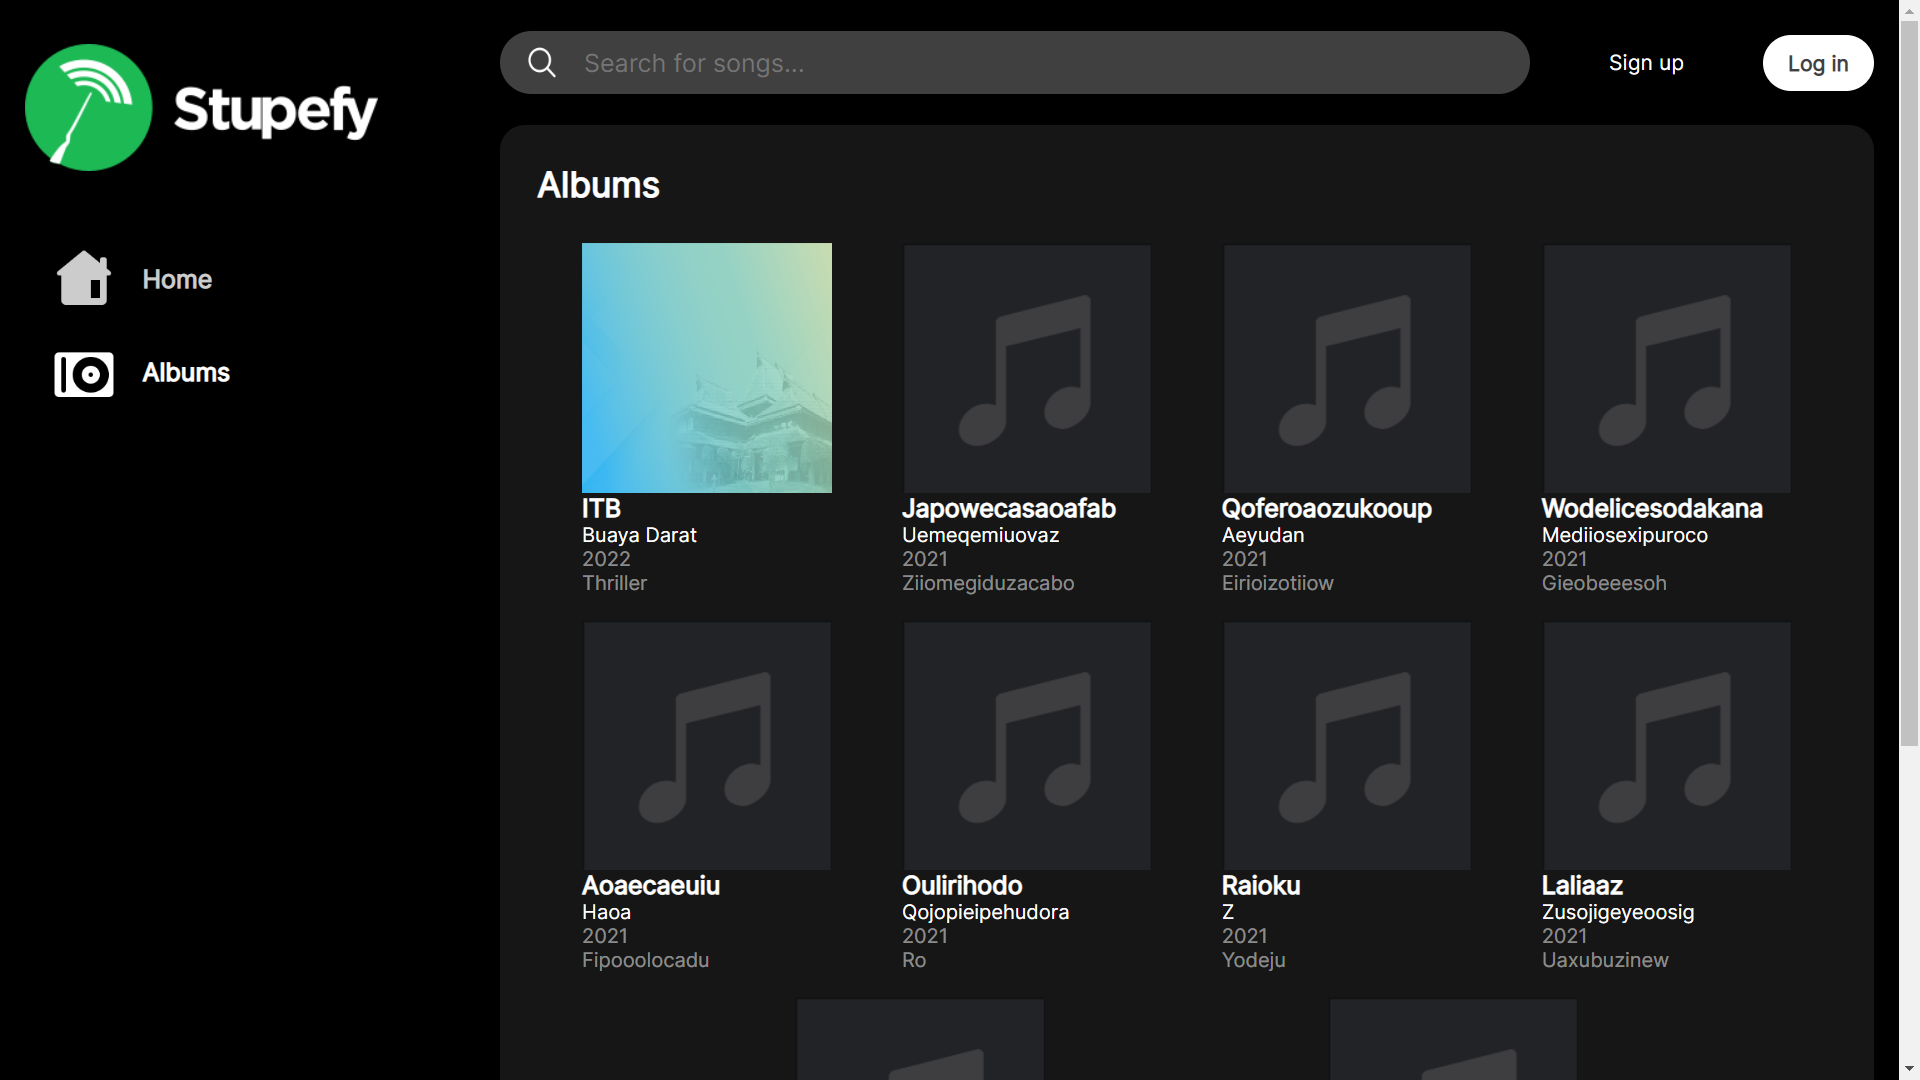 Stupefy
Search for songs...
Sign up
Log in
Home
Albums
Albums
ITB
Buaya Darat
2022
Thriller
Japowecasaoafab
Uemeqemiuovaz
2021
Ziiomegiduzacabo
Qoferoaozukooup
Aeyudan
2021
Eirioizotiiow
Wodelicesodakana
Mediiosexipuroco
2021
Gieobeeesoh
Aoaecaeuiu
Haoa
2021
Fipooolocadu
Oulirihodo
Qojopieipehudora
2021
Ro
Raioku
Z
2021
Yodeju
Laliaaz
Zusojigeyeoosig
2021
Uaxubuzinew